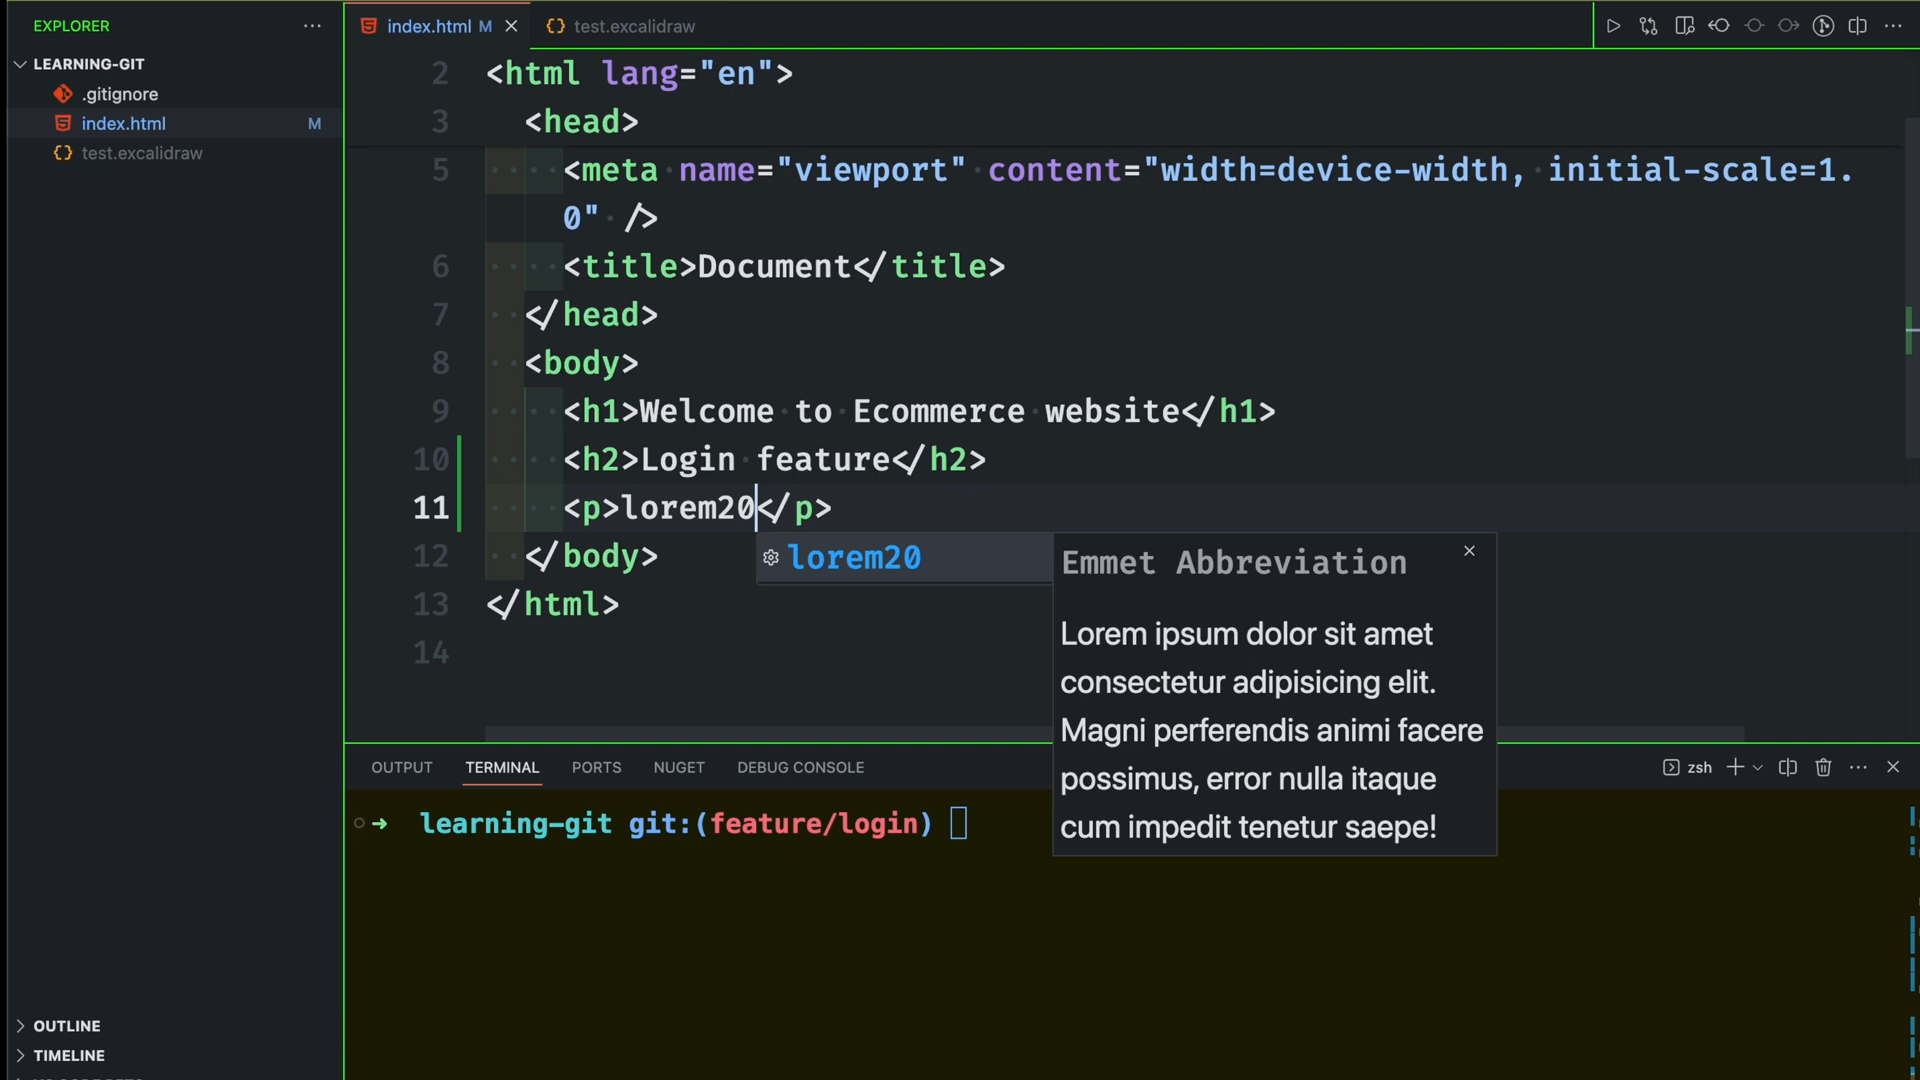 EXPLORER
LEARNING-GIT
.gitignore
index.html M
test.excalidraw
OUTLINE
TIMELINE
index.html M
test.excalidraw
2 <html lang="en">
3 <head>
5 <meta name="viewport" content="width=device-width, initial-scale=1.
0" />
6 <title>Document</title>
7 </head>
8 <body>
9 <h1>Welcome to Ecommerce website</h1>
10 <h2>Login feature</h2>
11 <p>lorem20</p>
12 </body>
13 </html>
14
lorem20
Emmet Abbreviation
Lorem ipsum dolor sit amet
consectetur adipisicing elit.
Magni perferendis animi facere
possimus, error nulla itaque
cum impedit tenetur saepe!
OUTPUT TERMINAL PORTS NUGET DEBUG CONSOLE
zsh
learning-git git:(feature/login)